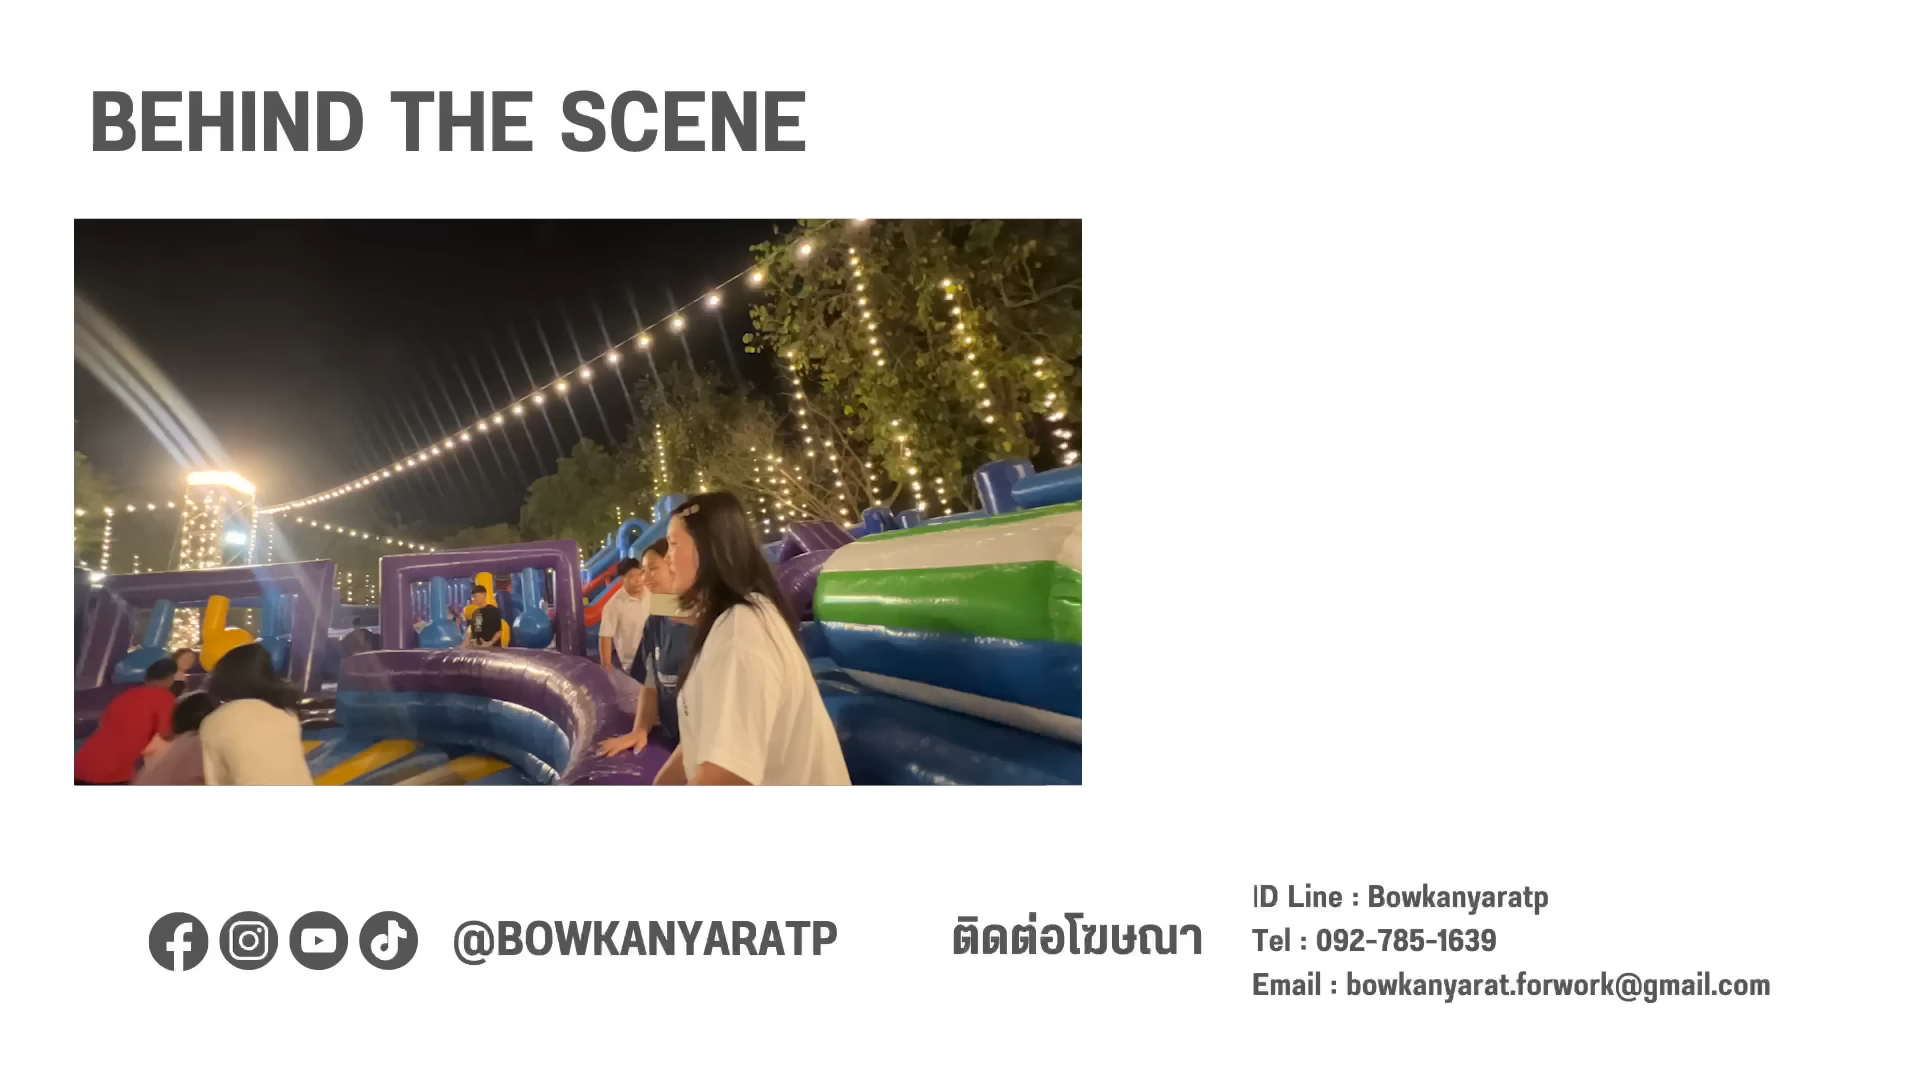 BEHIND THE SCENE
@BOWKANYARATP
ติดต่อโฆษณา
ID Line : Bowkanyaratp
Tel : 092-785-1639
Email : bowkanyarat.forwork@gmail.com